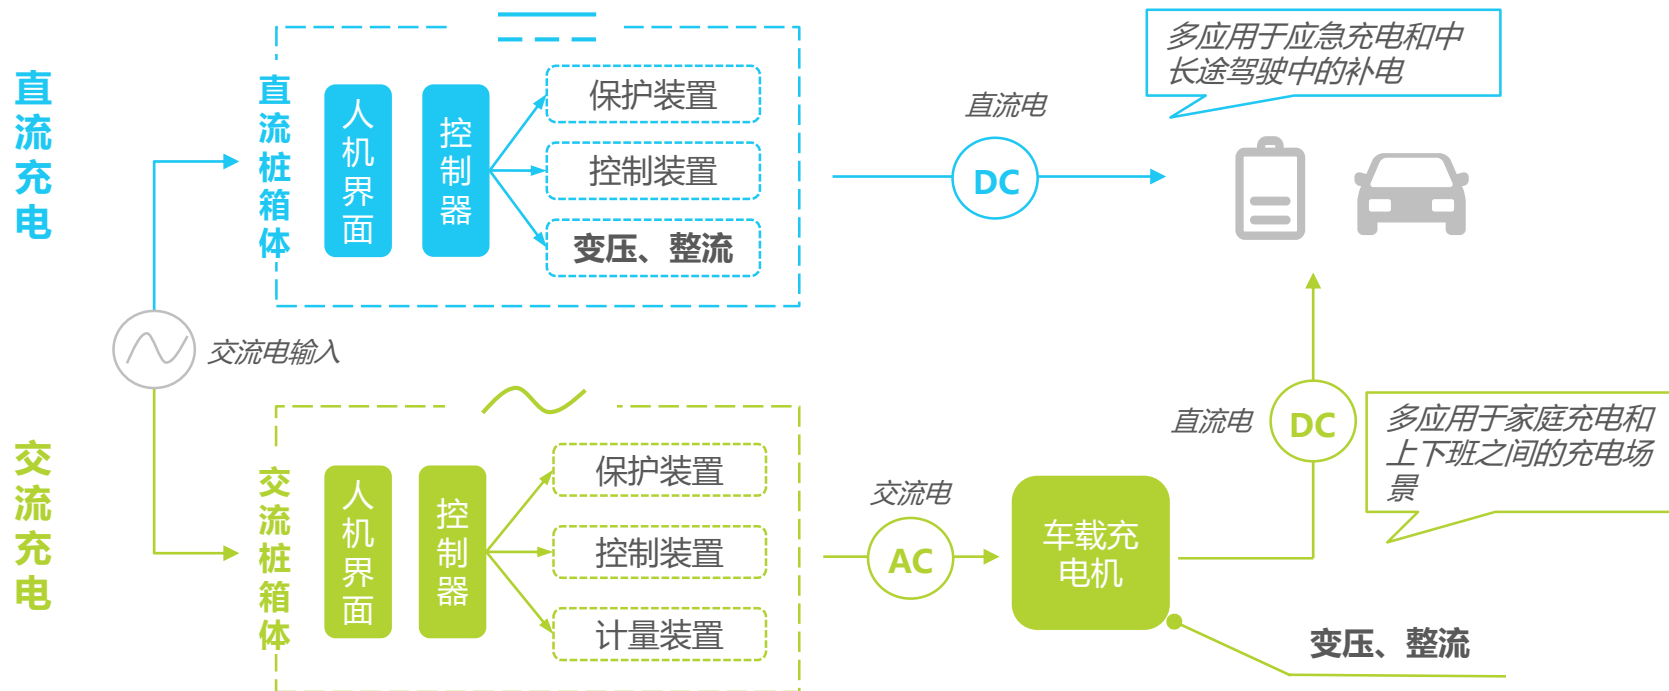 直流充电
直流桩箱体
人机界面
控制器
保护装置
控制装置
变压、整流
直流电
DC
多应用于应急充电和中
长途驾驶中的补电
交流电输入
交流充电
交流桩箱体
人机界面
控制器
保护装置
控制装置
计量装置
交流电
AC
车载充
电机
变压、整流
直流电
DC
多应用于家庭充电和
上下班之间的充电场
景